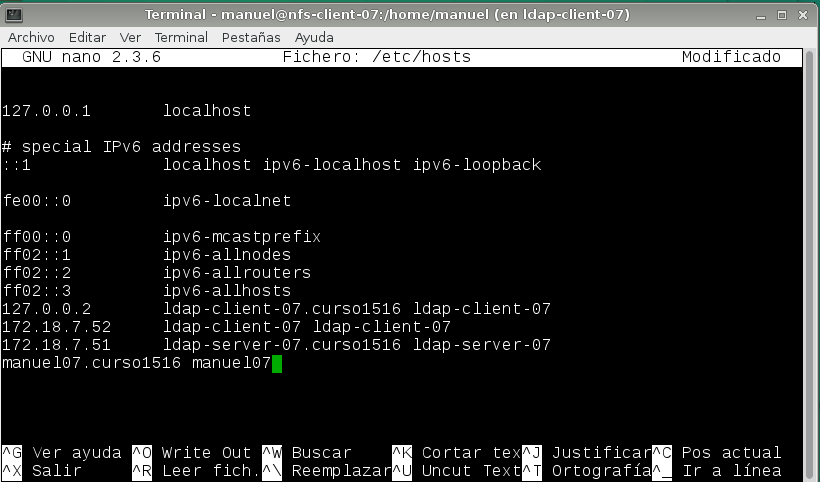 Terminal - manuel@nfs-client-07:/home/manuel (en ldap-client-07)
Archivo Editar Ver Terminal Pestañas Ayuda
GNU nano 2.3.6 Fichero: /etc/hosts Modificado
127.0.0.1 localhost
# special IPv6 addresses
::1 localhost ipv6-localhost ipv6-loopback
fe00::0 ipv6-localnet
ff00::0 ipv6-mcastprefix
ff02::1 ipv6-allnodes
ff02::2 ipv6-allrouters
ff02::3 ipv6-allhosts
127.0.0.2 ldap-client-07.curso1516 ldap-client-07
172.18.7.52 ldap-client-07 ldap-client-07
172.18.7.51 ldap-server-07.curso1516 ldap-server-07
manuel07.curso1516 manuel07
^G Ver ayuda ^O Write Out ^W Buscar ^K Cortar tex^J Justificar^C Pos actual
^X Salir ^R Leer fich.^\ Reemplazar^U Uncut Text^T Ortografía^_ Ir a línea